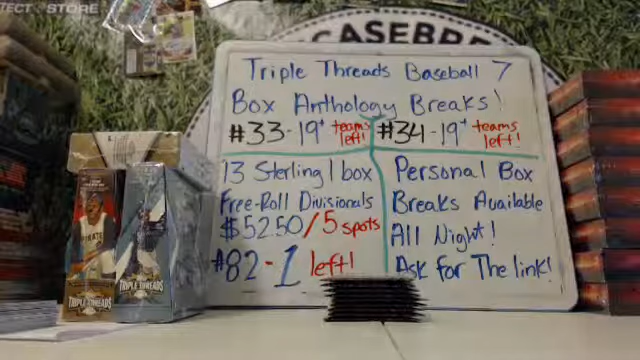 TECT STORE
CASEBRE
Triple Threads Baseball 7
Box Anthology Breaks!
#33-19* teams left!
#34-19* teams left!
13 Sterling 1 box
Free-Roll Divisionals
$52.50/5 spots
#82-1 left!
Personal Box
Breaks Available
All Night!
Ask for The link!
TRIPLE THREADS
TRIPLE THREADS